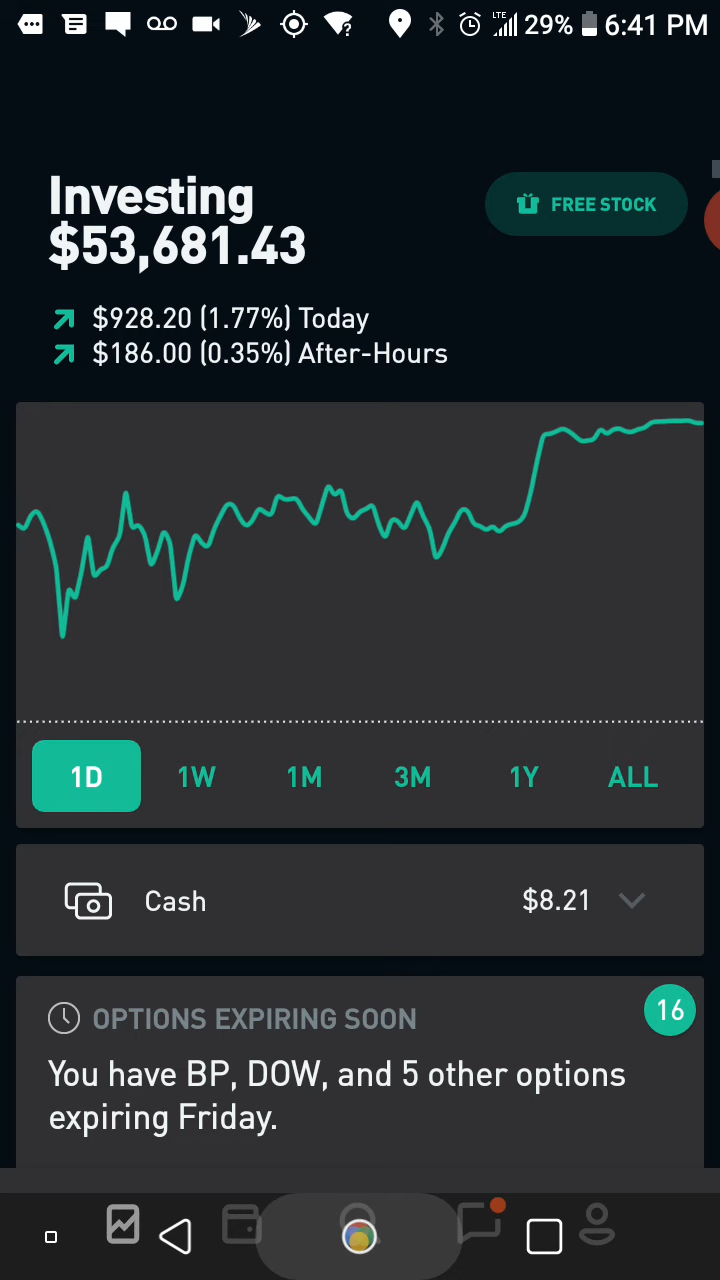 LTE 29% 6:41 PM
Investing
$53,681.43
FREE STOCK
$928.20 (1.77%) Today
$186.00 (0.35%) After-Hours
1D 1W 1M 3M 1Y ALL
Cash $8.21
OPTIONS EXPIRING SOON 16
You have BP, DOW, and 5 other options
expiring Friday.